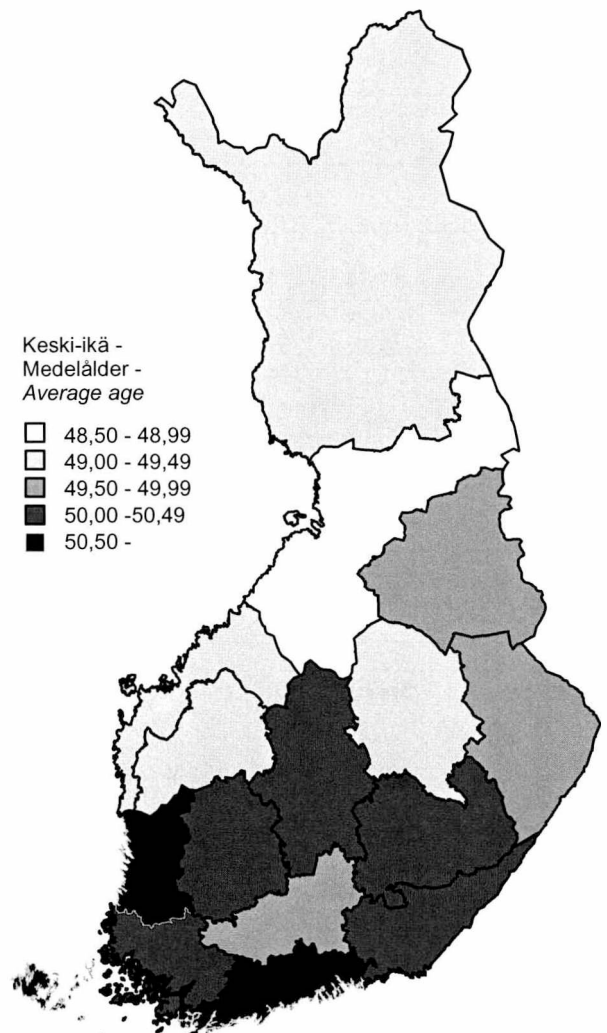 Keski-ikä -
Medelålder -
Average age
48,50 - 48,99
49,00 - 49,49
49,50 - 49,99
50,00 -50,49
50,50 -